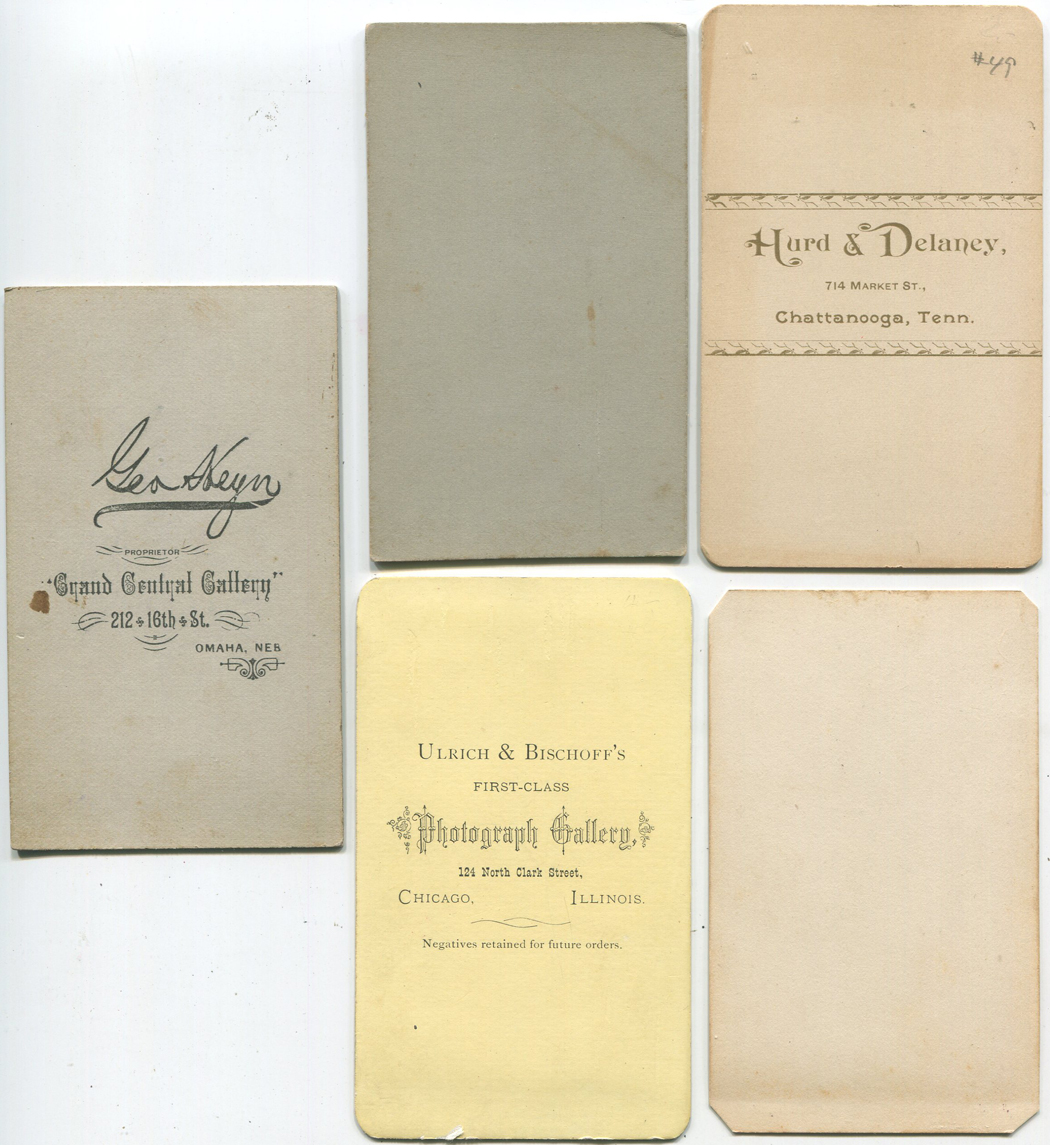 Geo Heyn
PROPRIETOR
"Grand Central Gallery"
212 16th St.
OMAHA, NEB
#49
Hurd & Delaney,
714 MARKET ST.,
Chattanooga, Tenn.
ULRICH & BISCHOFF'S
FIRST-CLASS
Photograph Gallery,
124 North Clark Street,
CHICAGO, ILLINOIS.
Negatives retained for future orders.